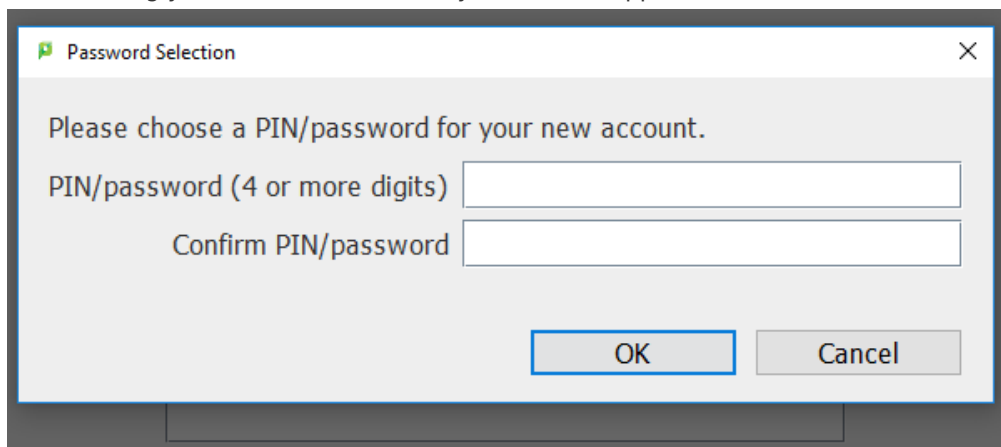 Password Selection
Please choose a PIN/password for your new account.
PIN/password (4 or more digits)
Confirm PIN/password
OK Cancel